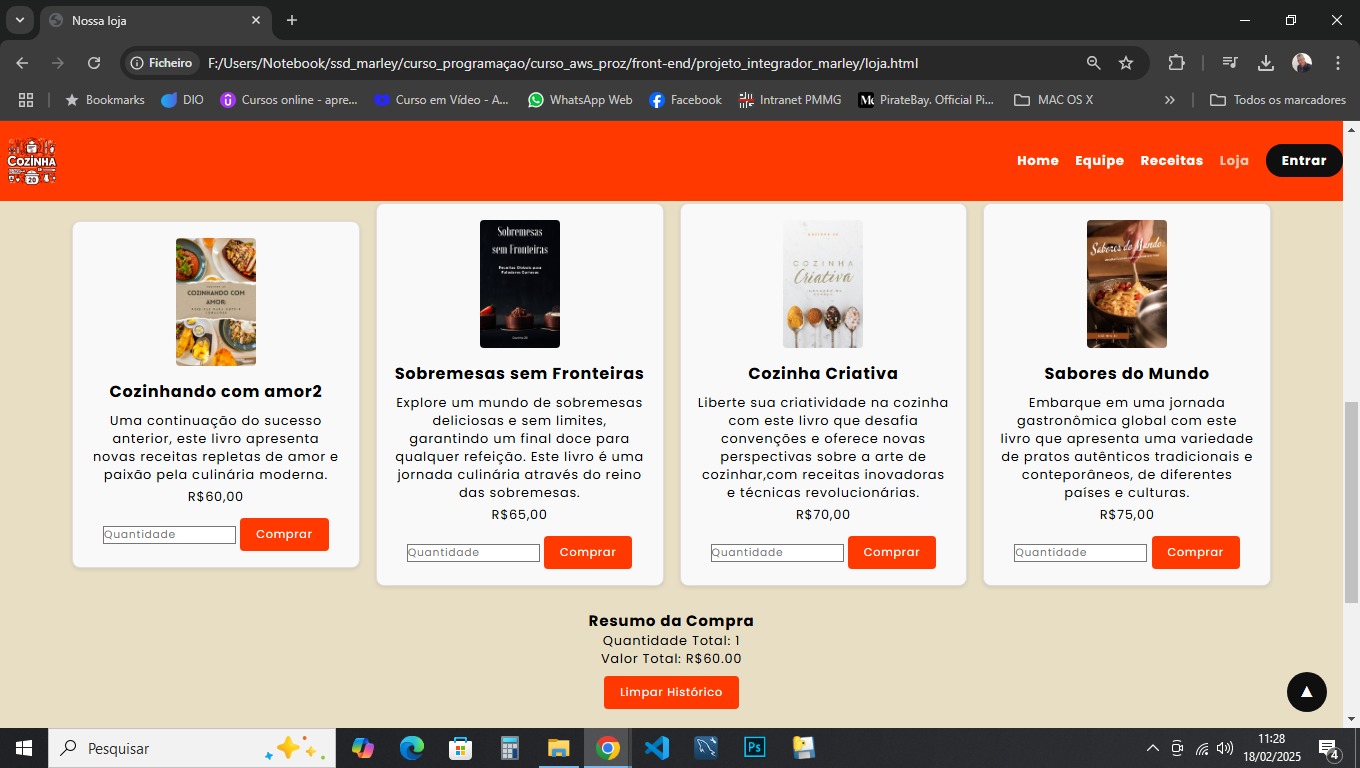 Nossa loja
Ficheiro
F:/Users/Notebook/ssd_marley/curso_programaçao/curso_aws_proz/front-end/projeto_integrador_marley/loja.html
Bookmarks
DIO
Cursos online - apre...
Curso em Vídeo - A...
WhatsApp Web
Facebook
Intranet PMMG
PirateBay. Official Pi...
MAC OS X
Todos os marcadores
COZINHA
20
Home Equipe Receitas Loja Entrar
COZINHANDO COM
AMOR:
Cozinhando com amor2
Uma continuação do sucesso
anterior, este livro apresenta
novas receitas repletas de amor e
paixão pela culinária moderna.
R$60,00
Quantidade Comprar
Sobremesas
sem Fronteiras
Receitas Globais para
Paladares Curiosos
Sobremesas sem Fronteiras
Explore um mundo de sobremesas
deliciosas e sem limites,
garantindo um final doce para
qualquer refeição. Este livro é uma
jornada culinária através do reino
das sobremesas.
R$65,00
Quantidade Comprar
COZINHA
Criativa
Cozinha Criativa
Liberte sua criatividade na cozinha
com este livro que desafia
convenções e oferece novas
perspectivas sobre a arte de
cozinhar,com receitas inovadoras
e técnicas revolucionárias.
R$70,00
Quantidade Comprar
Sabores do Mundo:
Sabores do Mundo
Embarque em uma jornada
gastronômica global com este
livro que apresenta uma variedade
de pratos autênticos tradicionais e
conteporâneos, de diferentes
países e culturas.
R$75,00
Quantidade Comprar
Resumo da Compra
Quantidade Total: 1
Valor Total: R$60.00
Limpar Histórico
Pesquisar
Ps
11:28
18/02/2025
4